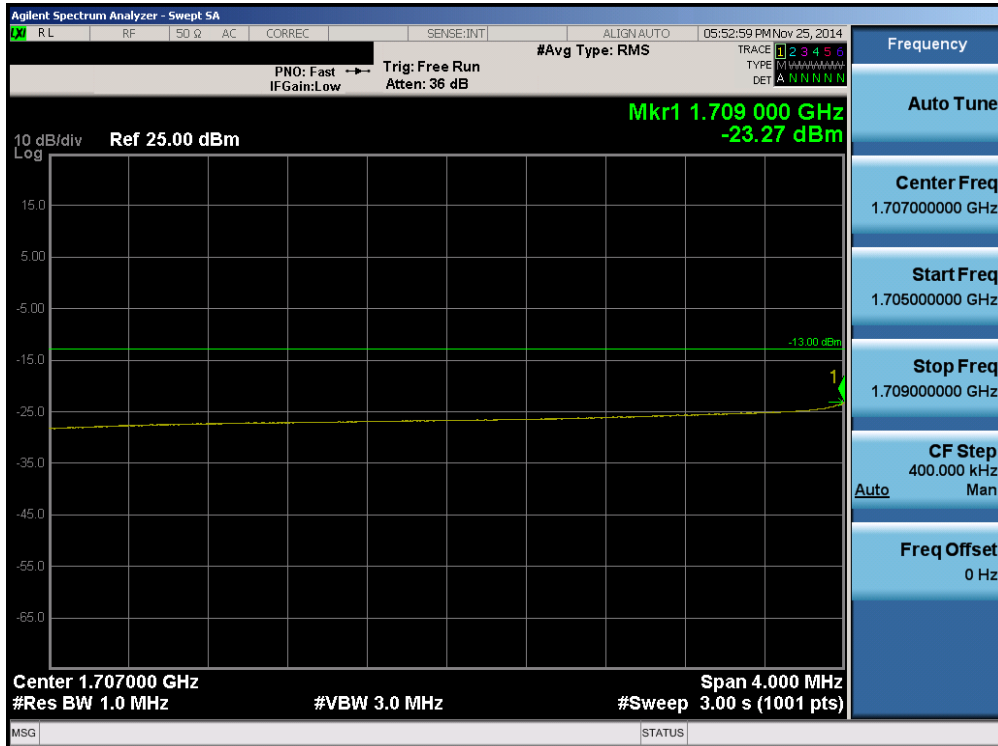 Agilent Spectrum Analyzer - Swept SA
LXI RL RF 50 Ω AC CORREC SENSE:INT ALIGN AUTO 05:52:59 PM Nov 25, 2014
#Avg Type: RMS
TRACE 1 2 3 4 5 6
PNO: Fast Trig: Free Run
TYPE M WWWWW
IFGain:Low Atten: 36 dB
DET A N N N N N
Mkr1 1.709 000 GHz
-23.27 dBm
10 dB/div Ref 25.00 dBm
Log
15.0
5.00
-5.00
-13.00 dBm
-15.0
1
-25.0
-35.0
-45.0
-55.0
-65.0
Center 1.707000 GHz Span 4.000 MHz
#Res BW 1.0 MHz #VBW 3.0 MHz #Sweep 3.00 s (1001 pts)
MSG STATUS
Frequency
Auto Tune
Center Freq
1.707000000 GHz
Start Freq
1.705000000 GHz
Stop Freq
1.709000000 GHz
CF Step
400.000 kHz
Auto Man
Freq Offset
0 Hz